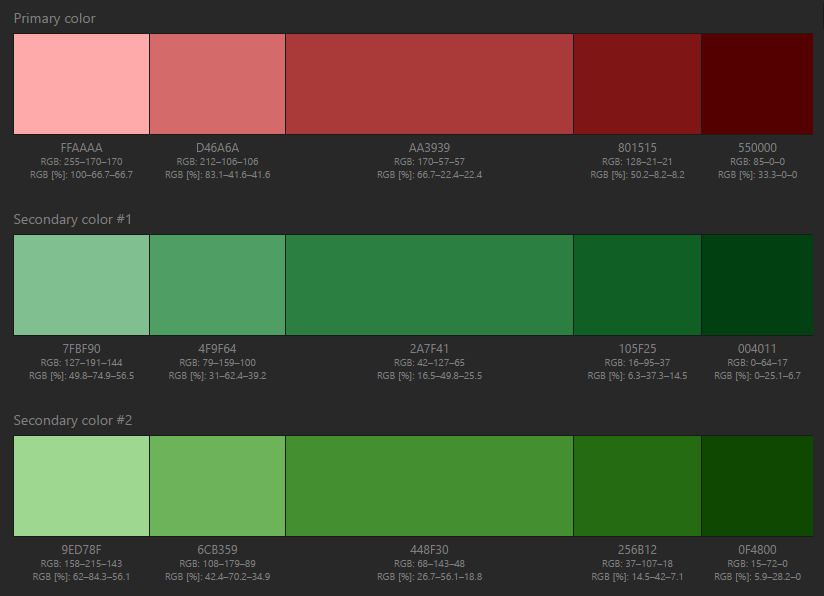 Primary color
FFAAAA D46A6A AA3939 801515 550000
RGB: 255–170–170 RGB: 212–106–106 RGB: 170–57–57 RGB: 128–21–21 RGB: 85–0–0
RGB [%]: 100–66.7–66.7 RGB [%]: 83.1–41.6–41.6 RGB [%]: 66.7–22.4–22.4 RGB [%]: 50.2–8.2–8.2 RGB [%]: 33.3–0–0
Secondary color #1
7FBF90 4F9F64 2A7F41 105F25 004011
RGB: 127–191–144 RGB: 79–159–100 RGB: 42–127–65 RGB: 16–95–37 RGB: 0–64–17
RGB [%]: 49.8–74.9–56.5 RGB [%]: 31–62.4–39.2 RGB [%]: 16.5–49.8–25.5 RGB [%]: 6.3–37.3–14.5 RGB [%]: 0–25.1–6.7
Secondary color #2
9ED78F 6CB359 448F30 256B12 0F4800
RGB: 158–215–143 RGB: 108–179–89 RGB: 68–143–48 RGB: 37–107–18 RGB: 15–72–0
RGB [%]: 62–84.3–56.1 RGB [%]: 42.4–70.2–34.9 RGB [%]: 26.7–56.1–18.8 RGB [%]: 14.5–42–7.1 RGB [%]: 5.9–28.2–0